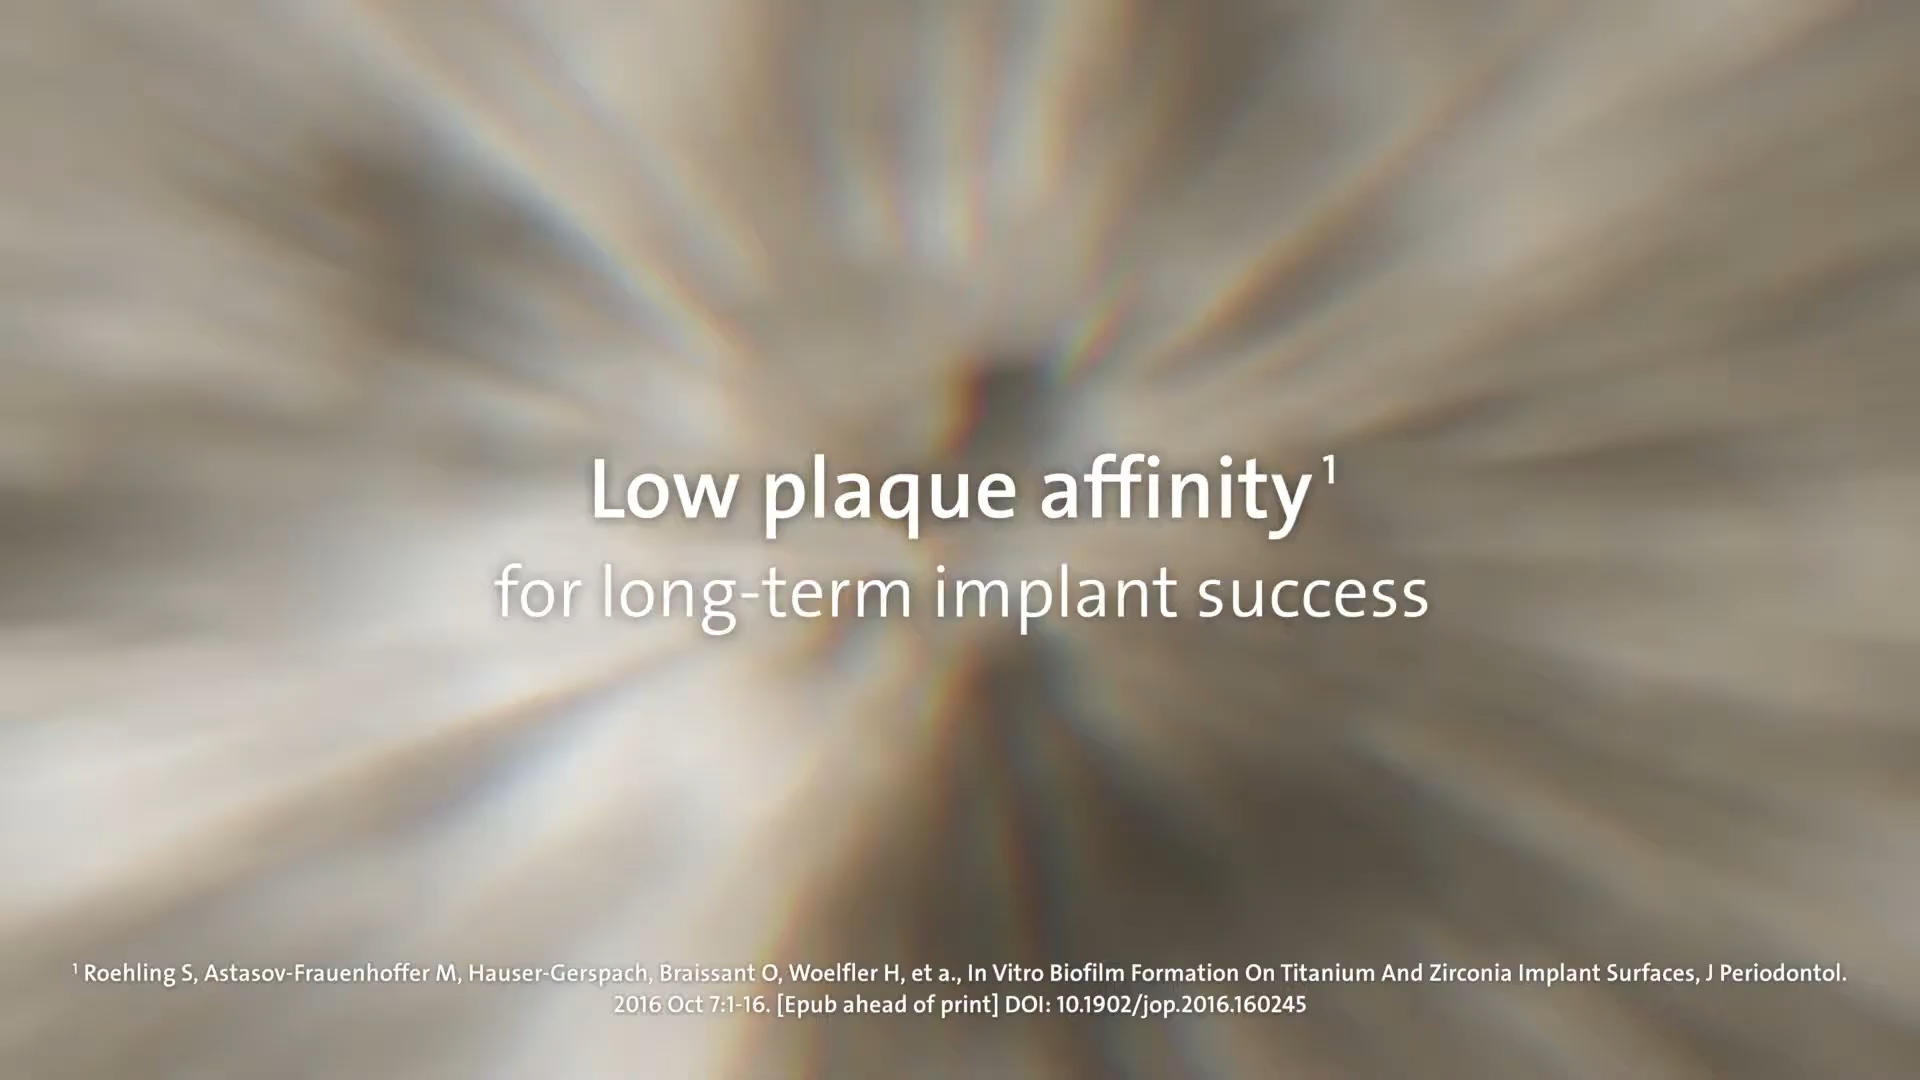 Low plaque affinity¹
for long-term implant success
¹ Roehling S, Astasov-Frauenhoffer M, Hauser-Gerspach, Braissant O, Woelfler H, et a., In Vitro Biofilm Formation On Titanium And Zirconia Implant Surfaces, J Periodontol.
2016 Oct 7:1-16. [Epub ahead of print] DOI: 10.1902/jop.2016.160245